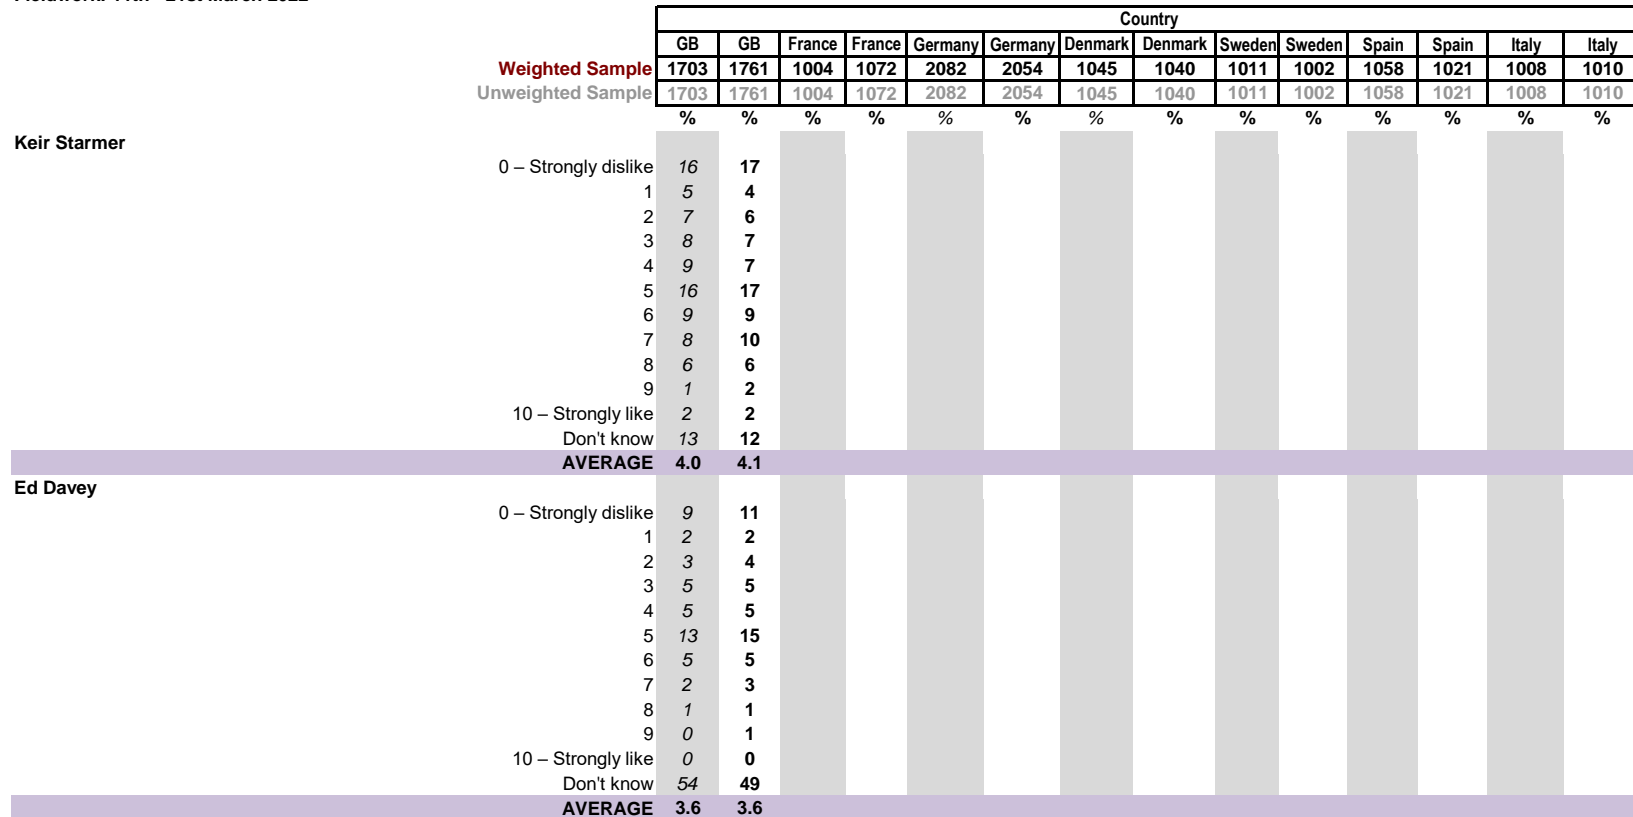 Country
GB GB France France Germany Germany Denmark Denmark Sweden Sweden Spain Spain Italy Italy
Weighted Sample 1703 1761 1004 1072 2082 2054 1045 1040 1011 1002 1058 1021 1008 1010
Unweighted Sample 1703 1761 1004 1072 2082 2054 1045 1040 1011 1002 1058 1021 1008 1010
% % % % % % % % % % % % % %
Keir Starmer
0 – Strongly dislike 16 17
1 5 4
2 7 6
3 8 7
4 9 7
5 16 17
6 9 9
7 8 10
8 6 6
9 1 2
10 – Strongly like 2 2
Don't know 13 12
AVERAGE 4.0 4.1
Ed Davey
0 – Strongly dislike 9 11
1 2 2
2 3 4
3 5 5
4 5 5
5 13 15
6 5 5
7 2 3
8 1 1
9 0 1
10 – Strongly like 0 0
Don't know 54 49
AVERAGE 3.6 3.6